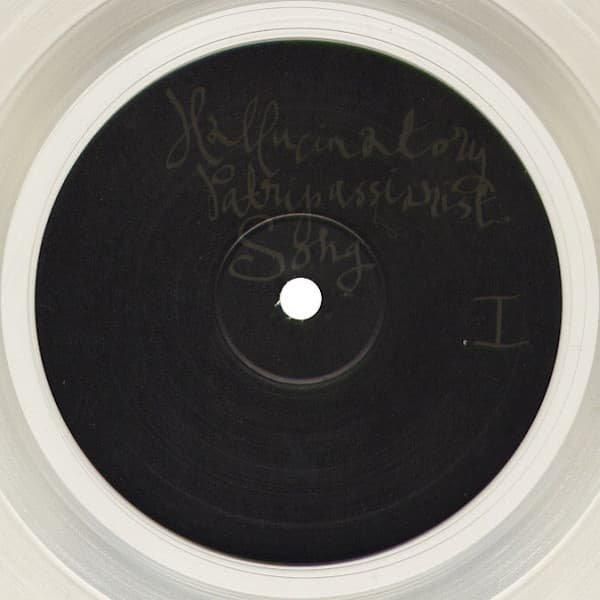 Hallucinatory
Patripassianist
Song
I